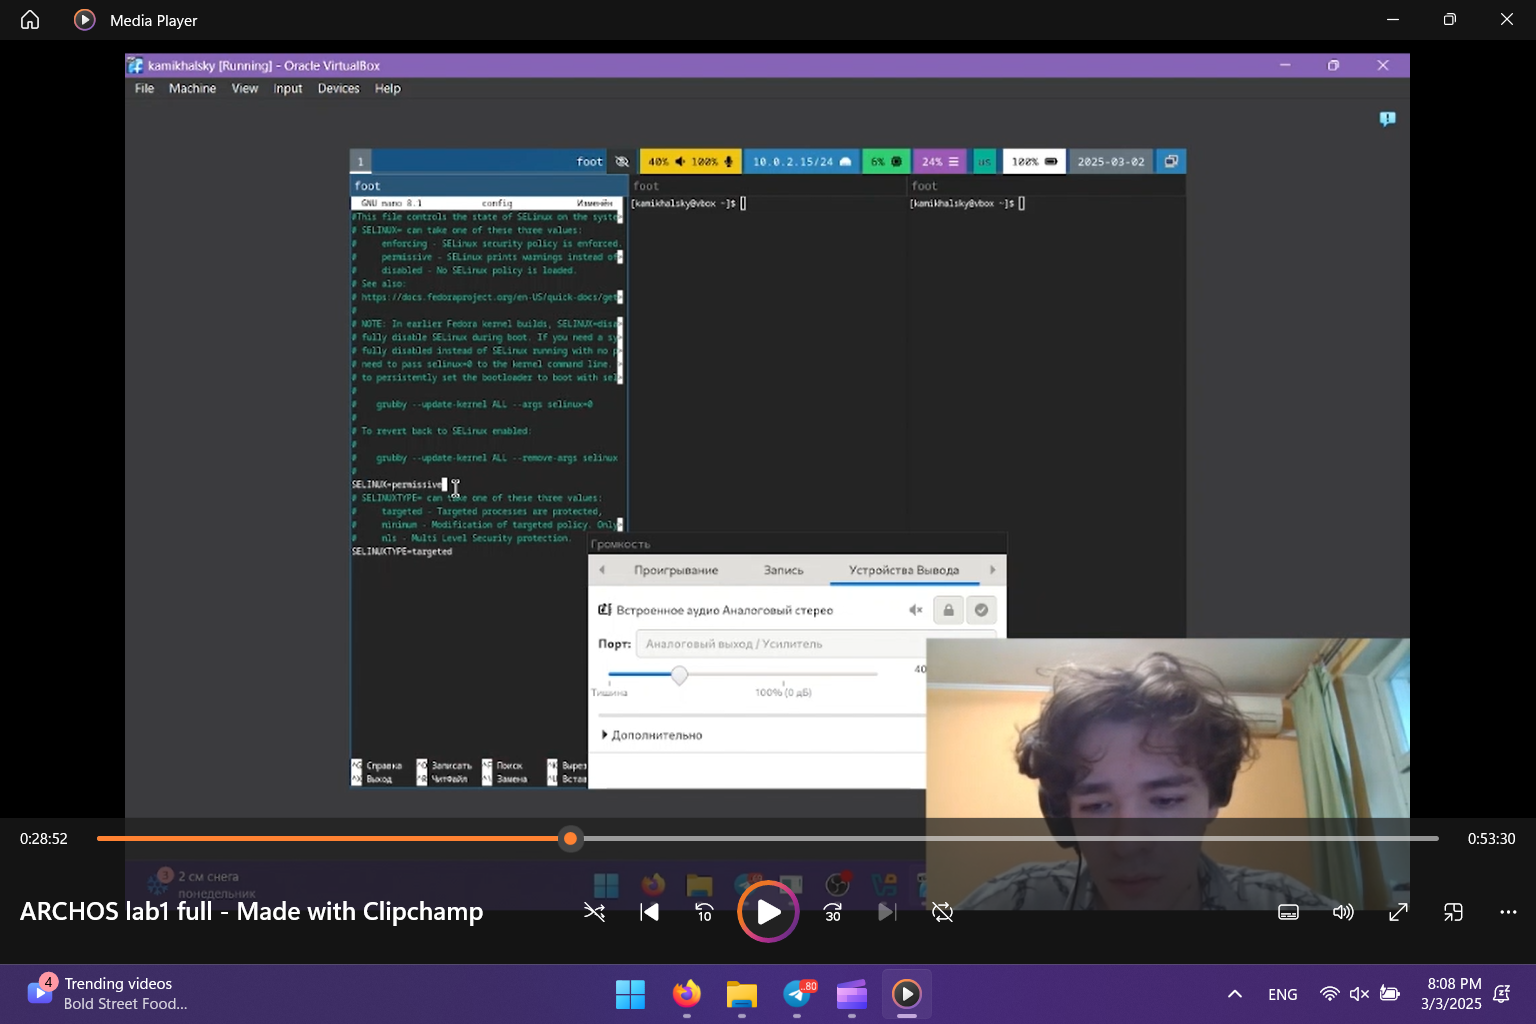 Media Player
kamikhalsky [Running] - Oracle VirtualBox
File Machine View Input Devices Help
1 foot 40% 100% 10.0.2.15/24 6% 24% us 100% 2025-03-02
foot
GNU nano 8.1 config Изменён
#This file controls the state of SELinux on the syste>
# SELINUX= can take one of these three values:
# enforcing - SELinux security policy is enforced.
# permissive - SELinux prints warnings instead of>
# disabled - No SELinux policy is loaded.
# See also:
# https://docs.fedoraproject.org/en-US/quick-docs/get>
#
# NOTE: In earlier Fedora kernel builds, SELINUX=disa>
# fully disable SELinux during boot. If you need a sy>
# fully disabled instead of SELinux running with no p>
# need to pass selinux=0 to the kernel command line. >
# to persistently set the bootloader to boot with sel>
#
# grubby --update-kernel ALL --args selinux=0
#
# To revert back to SELinux enabled:
#
# grubby --update-kernel ALL --remove-args selinux
#
SELINUX=permissive
# SELINUXTYPE= can take one of these three values:
# targeted - Targeted processes are protected,
# minimum - Modification of targeted policy. Only>
# mls - Multi Level Security protection.
SELINUXTYPE=targeted
^G Справка ^O Записать ^F Поиск ^K Вырез
^X Выход ^R ЧитФайл ^\ Замена ^U Встав
foot
[kamikhalsky@vbox ~]$
foot
[kamikhalsky@vbox ~]$
Громкость
Проигрывание Запись Устройства Вывода
Встроенное аудио Аналоговый стерео
Порт: Аналоговый выход / Усилитель
40
Тишина 100% (0 дБ)
Дополнительно
0:28:52 0:53:30
3 2 см снега
понедельник
ARCHOS lab1 full - Made with Clipchamp
10 30
4 Trending videos
Bold Street Food...
..80
ENG
8:08 PM
3/3/2025